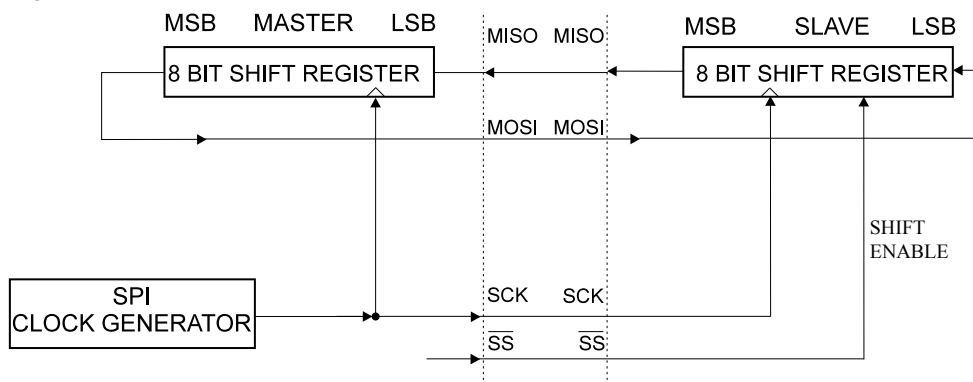 MSB MASTER LSB
MISO MISO
MSB SLAVE LSB
8 BIT SHIFT REGISTER
8 BIT SHIFT REGISTER
MOSI MOSI
SHIFT
ENABLE
SPI
CLOCK GENERATOR
SCK SCK
SS SS